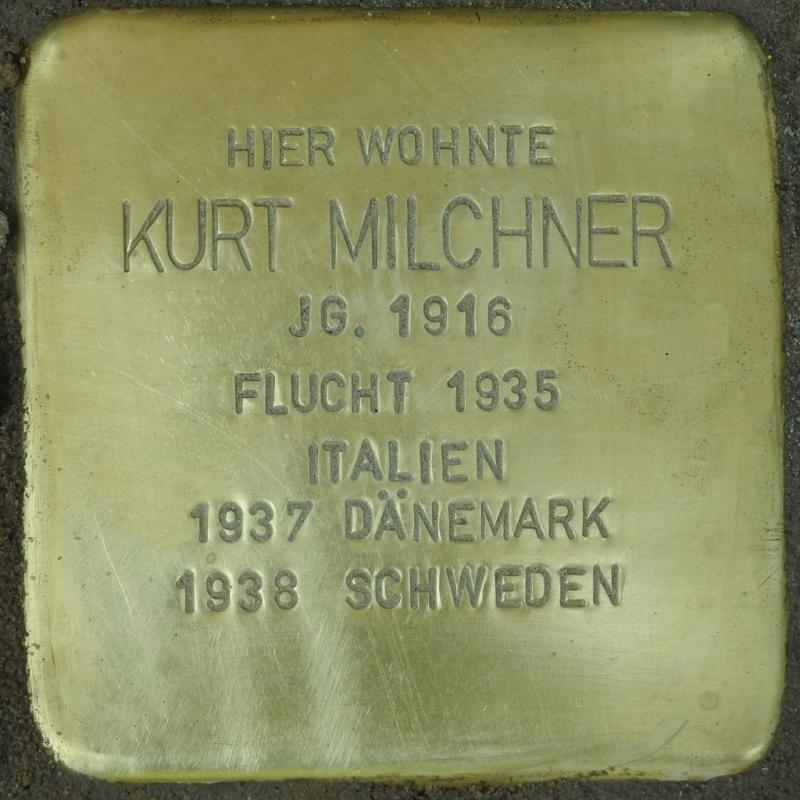 HIER WOHNTE
KURT MILCHNER
JG. 1916
FLUCHT 1935
ITALIEN
1937 DÄNEMARK
1938 SCHWEDEN